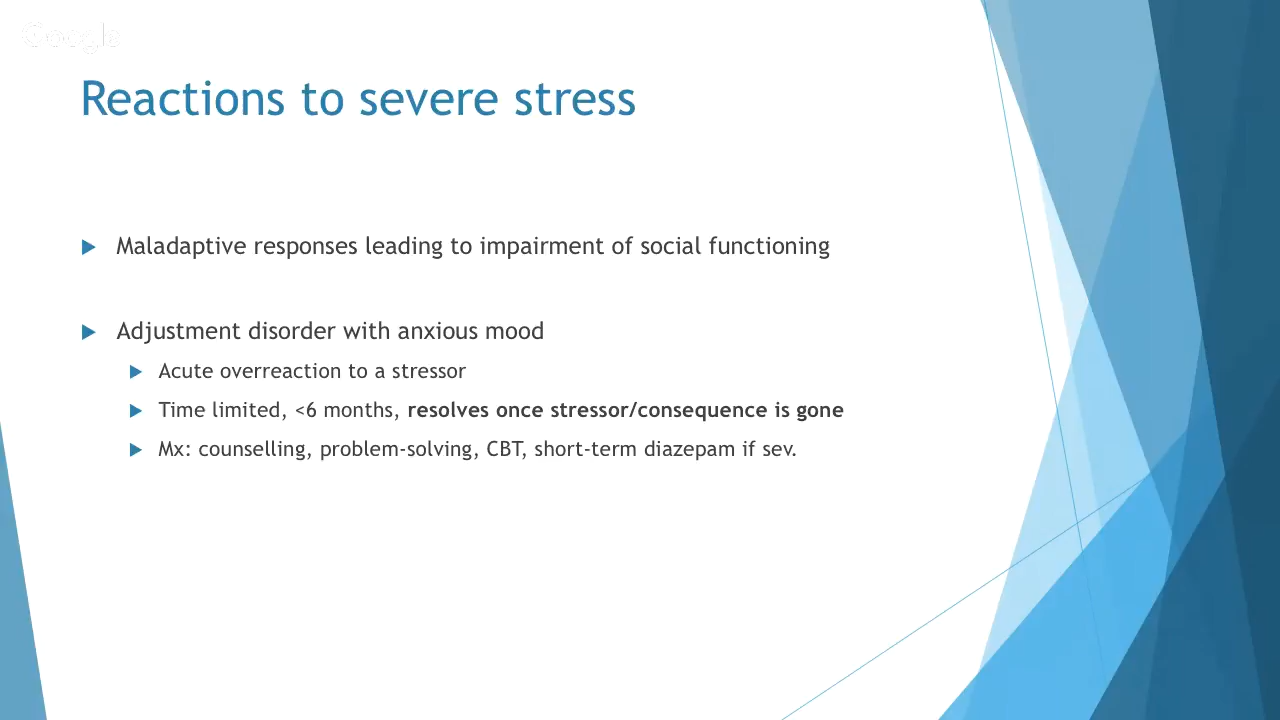 Google
Reactions to severe stress
Maladaptive responses leading to impairment of social functioning
Adjustment disorder with anxious mood
Acute overreaction to a stressor
Time limited, <6 months, resolves once stressor/consequence is gone
Mx: counselling, problem-solving, CBT, short-term diazepam if sev.